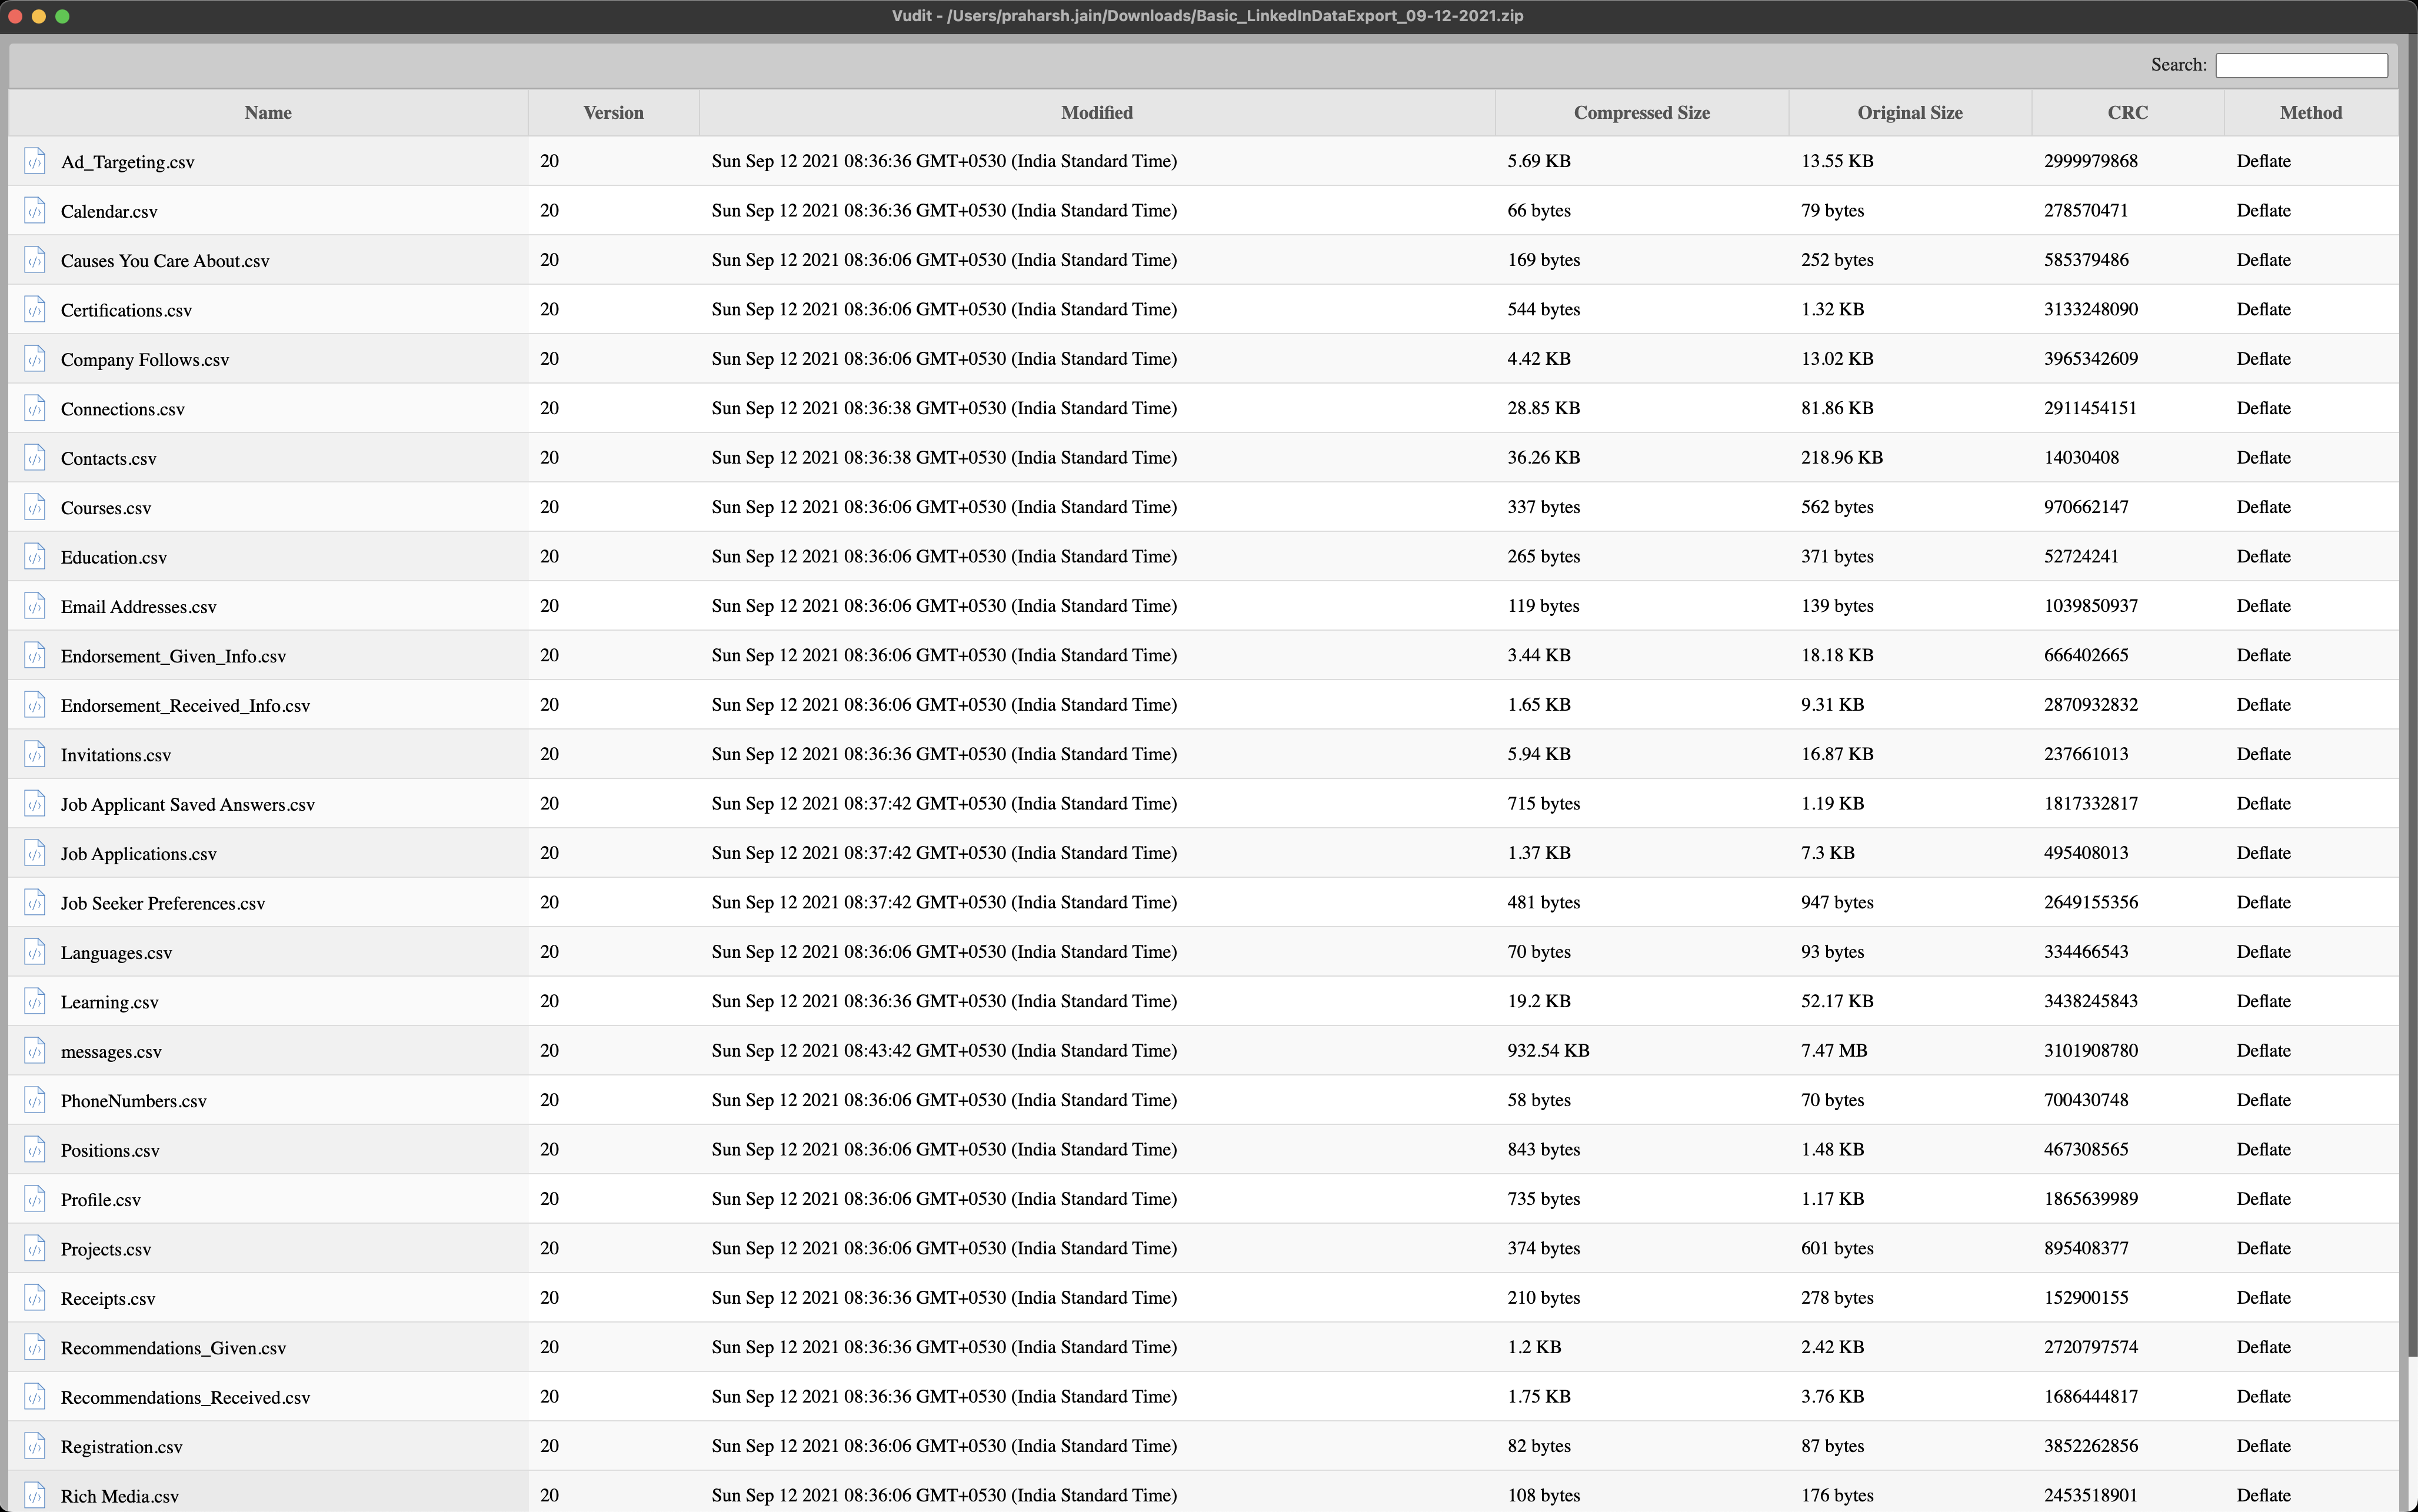 Vudit - /Users/praharsh.jain/Downloads/Basic_LinkedInDataExport_09-12-2021.zip
Search:
Name Version Modified Compressed Size Original Size CRC Method
Ad_Targeting.csv 20 Sun Sep 12 2021 08:36:36 GMT+0530 (India Standard Time) 5.69 KB 13.55 KB 2999979868 Deflate
Calendar.csv 20 Sun Sep 12 2021 08:36:36 GMT+0530 (India Standard Time) 66 bytes 79 bytes 278570471 Deflate
Causes You Care About.csv 20 Sun Sep 12 2021 08:36:06 GMT+0530 (India Standard Time) 169 bytes 252 bytes 585379486 Deflate
Certifications.csv 20 Sun Sep 12 2021 08:36:06 GMT+0530 (India Standard Time) 544 bytes 1.32 KB 3133248090 Deflate
Company Follows.csv 20 Sun Sep 12 2021 08:36:06 GMT+0530 (India Standard Time) 4.42 KB 13.02 KB 3965342609 Deflate
Connections.csv 20 Sun Sep 12 2021 08:36:38 GMT+0530 (India Standard Time) 28.85 KB 81.86 KB 2911454151 Deflate
Contacts.csv 20 Sun Sep 12 2021 08:36:38 GMT+0530 (India Standard Time) 36.26 KB 218.96 KB 14030408 Deflate
Courses.csv 20 Sun Sep 12 2021 08:36:06 GMT+0530 (India Standard Time) 337 bytes 562 bytes 970662147 Deflate
Education.csv 20 Sun Sep 12 2021 08:36:06 GMT+0530 (India Standard Time) 265 bytes 371 bytes 52724241 Deflate
Email Addresses.csv 20 Sun Sep 12 2021 08:36:06 GMT+0530 (India Standard Time) 119 bytes 139 bytes 1039850937 Deflate
Endorsement_Given_Info.csv 20 Sun Sep 12 2021 08:36:06 GMT+0530 (India Standard Time) 3.44 KB 18.18 KB 666402665 Deflate
Endorsement_Received_Info.csv 20 Sun Sep 12 2021 08:36:06 GMT+0530 (India Standard Time) 1.65 KB 9.31 KB 2870932832 Deflate
Invitations.csv 20 Sun Sep 12 2021 08:36:36 GMT+0530 (India Standard Time) 5.94 KB 16.87 KB 237661013 Deflate
Job Applicant Saved Answers.csv 20 Sun Sep 12 2021 08:37:42 GMT+0530 (India Standard Time) 715 bytes 1.19 KB 1817332817 Deflate
Job Applications.csv 20 Sun Sep 12 2021 08:37:42 GMT+0530 (India Standard Time) 1.37 KB 7.3 KB 495408013 Deflate
Job Seeker Preferences.csv 20 Sun Sep 12 2021 08:37:42 GMT+0530 (India Standard Time) 481 bytes 947 bytes 2649155356 Deflate
Languages.csv 20 Sun Sep 12 2021 08:36:06 GMT+0530 (India Standard Time) 70 bytes 93 bytes 334466543 Deflate
Learning.csv 20 Sun Sep 12 2021 08:36:36 GMT+0530 (India Standard Time) 19.2 KB 52.17 KB 3438245843 Deflate
messages.csv 20 Sun Sep 12 2021 08:43:42 GMT+0530 (India Standard Time) 932.54 KB 7.47 MB 3101908780 Deflate
PhoneNumbers.csv 20 Sun Sep 12 2021 08:36:06 GMT+0530 (India Standard Time) 58 bytes 70 bytes 700430748 Deflate
Positions.csv 20 Sun Sep 12 2021 08:36:06 GMT+0530 (India Standard Time) 843 bytes 1.48 KB 467308565 Deflate
Profile.csv 20 Sun Sep 12 2021 08:36:06 GMT+0530 (India Standard Time) 735 bytes 1.17 KB 1865639989 Deflate
Projects.csv 20 Sun Sep 12 2021 08:36:06 GMT+0530 (India Standard Time) 374 bytes 601 bytes 895408377 Deflate
Receipts.csv 20 Sun Sep 12 2021 08:36:36 GMT+0530 (India Standard Time) 210 bytes 278 bytes 152900155 Deflate
Recommendations_Given.csv 20 Sun Sep 12 2021 08:36:36 GMT+0530 (India Standard Time) 1.2 KB 2.42 KB 2720797574 Deflate
Recommendations_Received.csv 20 Sun Sep 12 2021 08:36:36 GMT+0530 (India Standard Time) 1.75 KB 3.76 KB 1686444817 Deflate
Registration.csv 20 Sun Sep 12 2021 08:36:06 GMT+0530 (India Standard Time) 82 bytes 87 bytes 3852262856 Deflate
Rich Media.csv 20 Sun Sep 12 2021 08:36:06 GMT+0530 (India Standard Time) 108 bytes 176 bytes 2453518901 Deflate